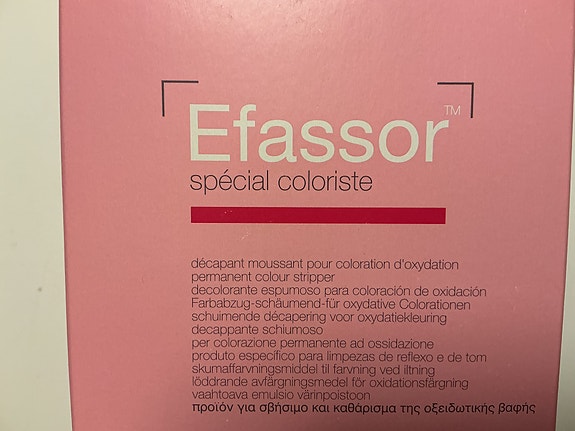 Efassor™
spécial coloriste
décapant moussant pour coloration d'oxydation
permanent colour stripper
decolorante espumoso para coloración de oxidación
Farbabzug-schäumend-für oxydative Colorationen
schuimende décapering voor oxydatiekleuring
decappante schiumoso
per colorazione permanente ad ossidazione
produto específico para limpezas de reflexo e de tom
skumaffarvningsmiddel til farvning ved iltning
löddrande avfärgningsmedel för oxidationsfärgning
vaahtoava emulsio värinpoistoon
προϊόν για σβήσιμο και καθάρισμα της οξειδωτικής βαφής